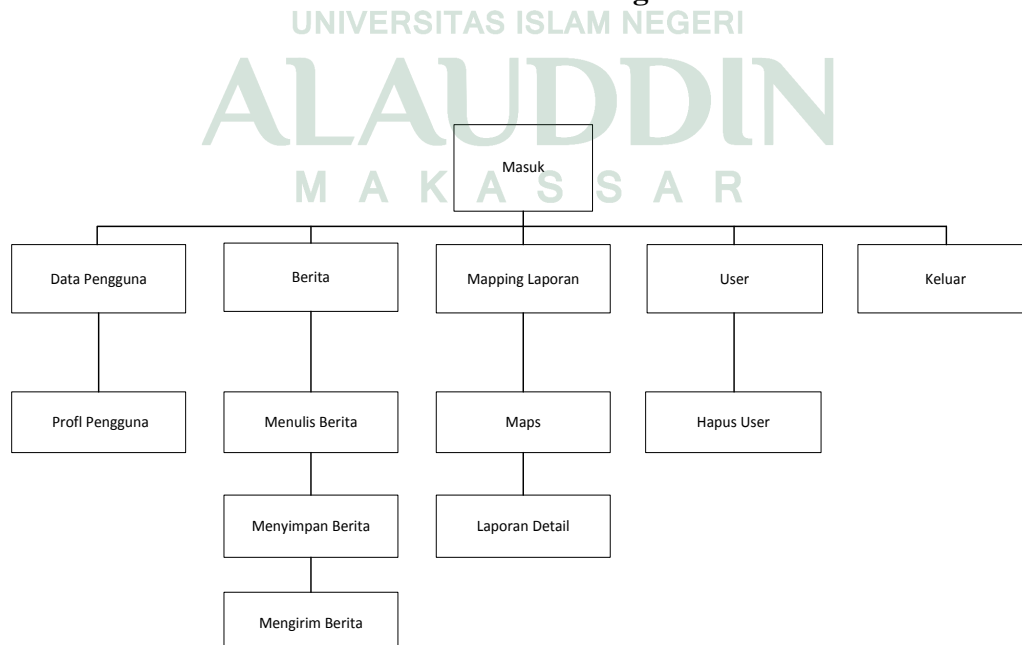 UNIVERSITAS ISLAM NEGERI
ALAUDDIN
MAKASSAR
Masuk
Data Pengguna
Berita
Mapping Laporan
User
Keluar
Profl Pengguna
Menulis Berita
Maps
Hapus User
Menyimpan Berita
Laporan Detail
Mengirim Berita